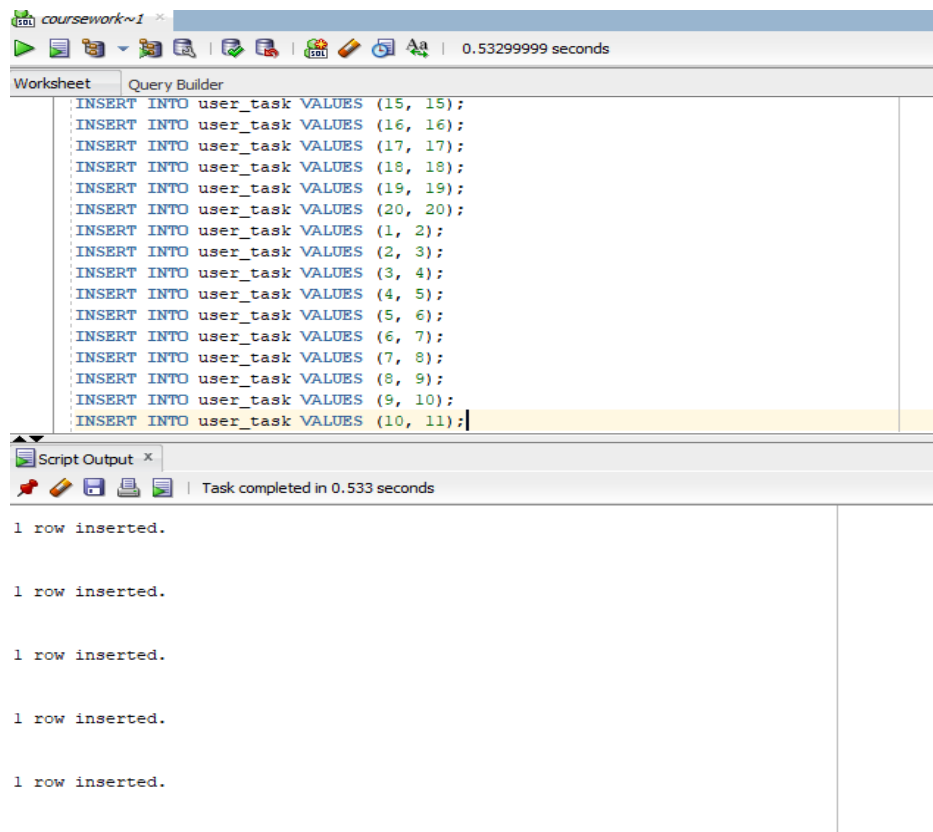 coursework~1
0.53299999 seconds
Worksheet Query Builder
INSERT INTO user_task VALUES (15, 15);
INSERT INTO user_task VALUES (16, 16);
INSERT INTO user_task VALUES (17, 17);
INSERT INTO user_task VALUES (18, 18);
INSERT INTO user_task VALUES (19, 19);
INSERT INTO user_task VALUES (20, 20);
INSERT INTO user_task VALUES (1, 2);
INSERT INTO user_task VALUES (2, 3);
INSERT INTO user_task VALUES (3, 4);
INSERT INTO user_task VALUES (4, 5);
INSERT INTO user_task VALUES (5, 6);
INSERT INTO user_task VALUES (6, 7);
INSERT INTO user_task VALUES (7, 8);
INSERT INTO user_task VALUES (8, 9);
INSERT INTO user_task VALUES (9, 10);
INSERT INTO user_task VALUES (10, 11);
Script Output x
Task completed in 0.533 seconds
1 row inserted.
1 row inserted.
1 row inserted.
1 row inserted.
1 row inserted.